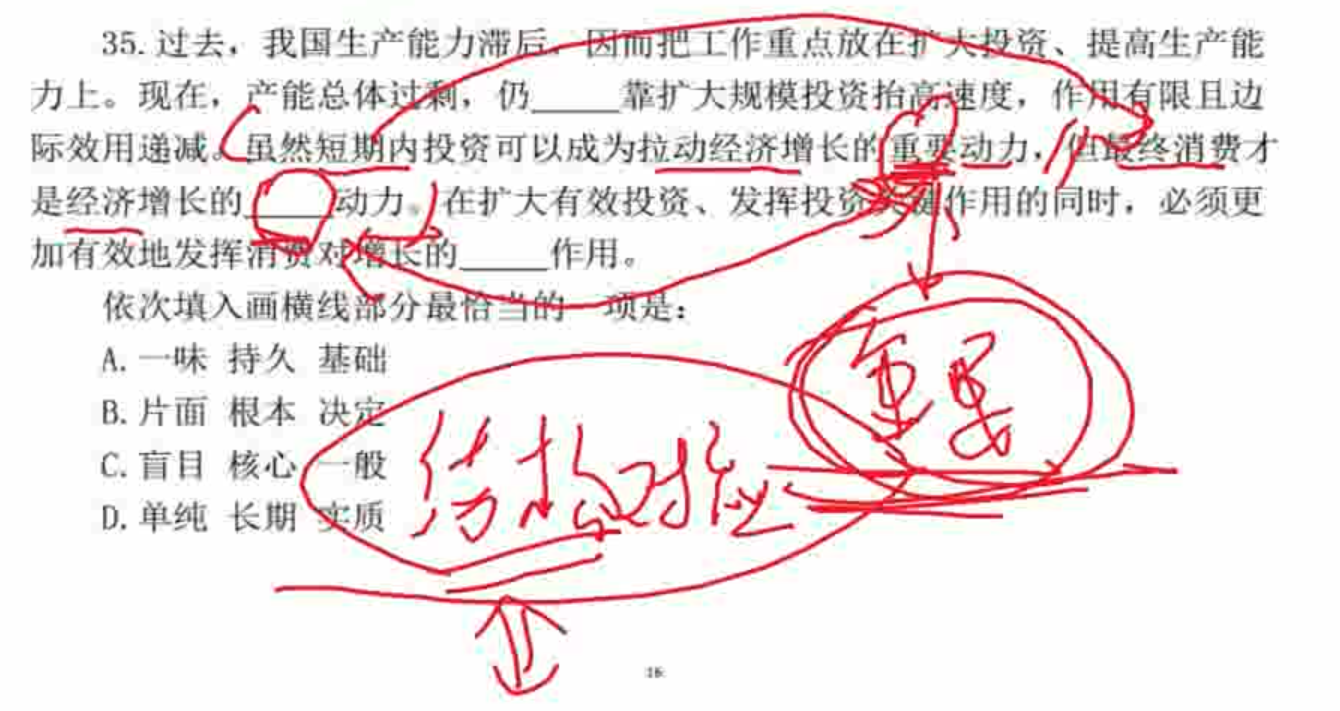 35. 过去，我国生产能力滞后，因而把工作重点放在扩大投资、提高生产能
力上。现在，产能总体过剩，仍_____靠扩大规模投资抬高速度，作用有限且边
际效用递减。虽然短期内投资可以成为拉动经济增长的重要动力，但最终消费才
是经济增长的_____动力。在扩大有效投资、发挥投资关键作用的同时，必须更
加有效地发挥消费对增长的_____作用。
依次填入画横线部分最恰当的一项是：
A. 一味 持久 基础
B. 片面 根本 决定
C. 盲目 核心 一般
D. 单纯 长期 实质
结构对应
重要